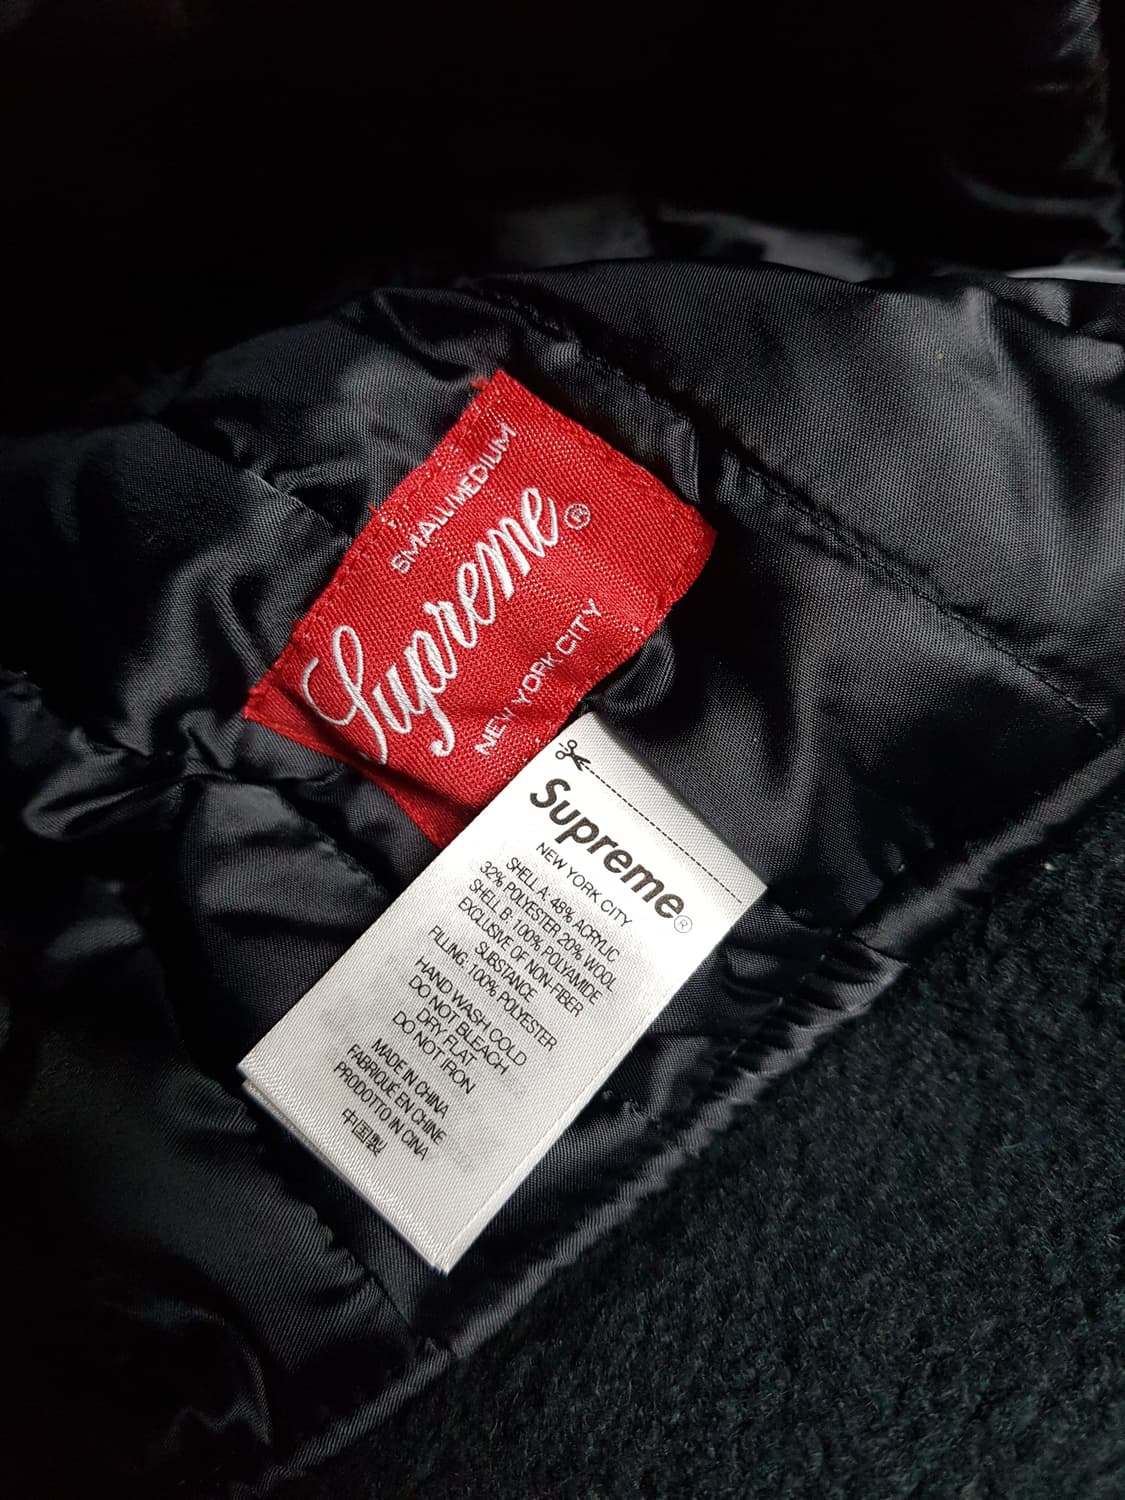 SMALL/MEDIUM
Supreme®
NEW YORK CITY
Supreme®
NEW YORK CITY
SHELL A: 48% ACRYLIC
32% POLYESTER 20% WOOL
SHELL B: 100% POLYAMIDE
EXCLUSIVE OF NON-FIBER
SUBSTANCE
FILLING: 100% POLYESTER
HAND WASH COLD
DO NOT BLEACH
DRY FLAT
DO NOT IRON
MADE IN CHINA
FABRIQUÉ EN CHINE
PRODOTTO IN CINA
中国製